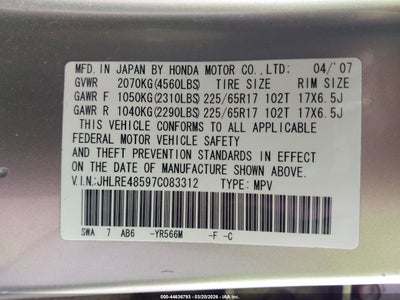 MFD. IN JAPAN BY HONDA MOTOR CO., LTD: 04/'07
GVWR 2070KG(4560LBS) TIRE SIZE RIM SIZE
GAWR F 1050KG(2310LBS) 225/65R17 102T 17X6.5J
GAWR R 1040KG(2290LBS) 225/65R17 102T 17X6.5J
THIS VEHICLE CONFORMS TO ALL APPLICABLE
FEDERAL MOTOR VEHICLE
SAFETY AND THEFT PREVENTION STANDARDS IN EFFECT
ON THE DATE OF MANUFACTURE SHOWN ABOVE.
V.I.N.:JHLRE48597C083312 TYPE: MPV
SWA 7 AB6 -YR566M -F -C
000-44636793 - 03/20/2026 - IAAI.COM